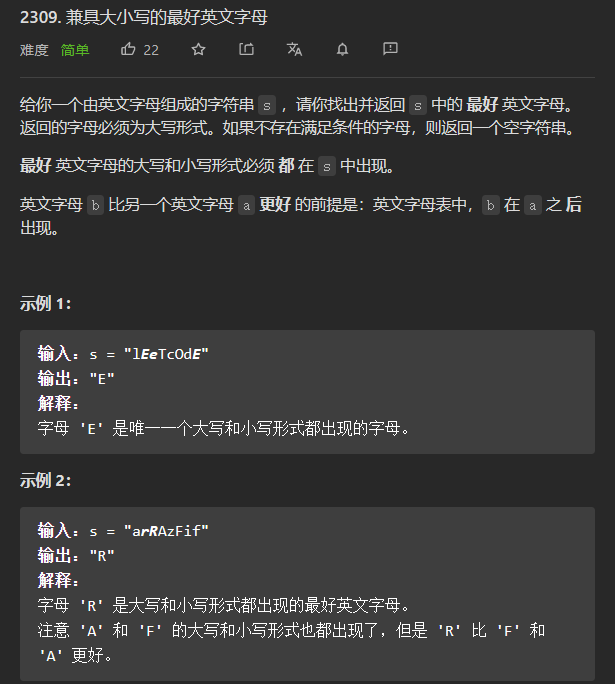 2309. 兼具大小写的最好英文字母
难度 简单 22
给你一个由英文字母组成的字符串 s ，请你找出并返回 s 中的 最好 英文字母。
返回的字母必须为大写形式。如果不存在满足条件的字母，则返回一个空字符串。
最好 英文字母的大写和小写形式必须 都 在 s 中出现。
英文字母 b 比另一个英文字母 a 更好 的前提是：英文字母表中，b 在 a 之 后
出现。
示例 1：
输入：s = "lEeTcOdE"
输出："E"
解释：
字母 'E' 是唯一一个大写和小写形式都出现的字母。
示例 2：
输入：s = "arRAzFif"
输出："R"
解释：
字母 'R' 是大写和小写形式都出现的最好英文字母。
注意 'A' 和 'F' 的大写和小写形式也都出现了，但是 'R' 比 'F' 和
'A' 更好。